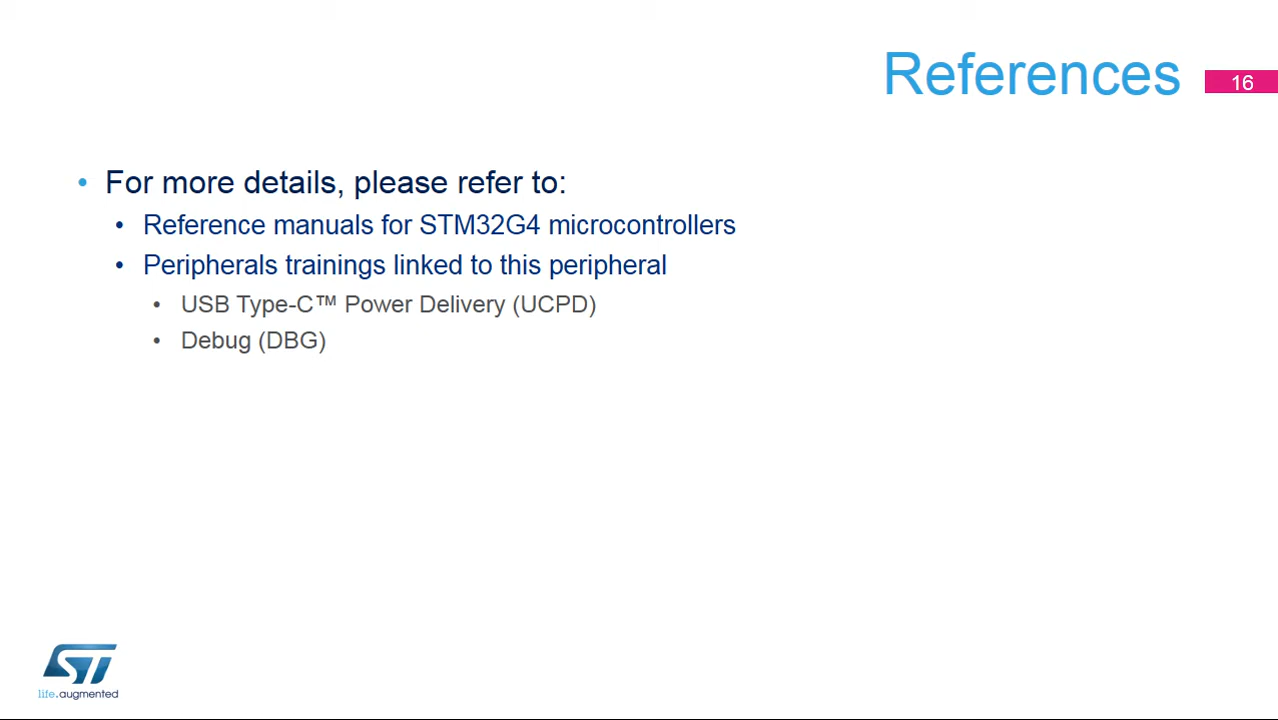 References
16
• For more details, please refer to:
• Reference manuals for STM32G4 microcontrollers
• Peripherals trainings linked to this peripheral
• USB Type-C™ Power Delivery (UCPD)
• Debug (DBG)
ST
life.augmented